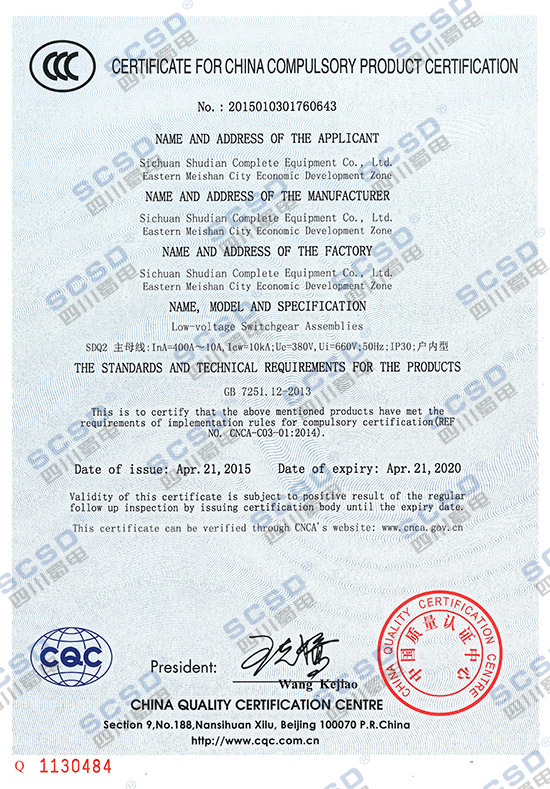 CCC
CERTIFICATE FOR CHINA COMPULSORY PRODUCT CERTIFICATION
No.: 2015010301760643
NAME AND ADDRESS OF THE APPLICANT
Sichuan Shudian Complete Equipment Co., Ltd.
Eastern Meishan City Economic Development Zone
NAME AND ADDRESS OF THE MANUFACTURER
Sichuan Shudian Complete Equipment Co., Ltd.
Eastern Meishan City Economic Development Zone
NAME AND ADDRESS OF THE FACTORY
Sichuan Shudian Complete Equipment Co., Ltd.
Eastern Meishan City Economic Development Zone
NAME, MODEL AND SPECIFICATION
Low-voltage Switchgear Assemblies
SDQ2 主母线:InA=400A～10A,Icw=10kA;Ue=380V,Ui=660V;50Hz;IP30;户内型
THE STANDARDS AND TECHNICAL REQUIREMENTS FOR THE PRODUCTS
GB 7251.12-2013
This is to certify that the above mentioned products have met the
requirements of implementation rules for compulsory certification(REF
NO. CNCA-C03-01:2014).
Date of issue: Apr.21,2015 Date of expiry: Apr.21,2020
Validity of this certificate is subject to positive result of the regular
follow up inspection by issuing certification body until the expiry date.
This certificate can be verified through CNCA's website: www.cnca.gov.cn
CQC
President:
Wang Kejiao
CHINA QUALITY CERTIFICATION CENTRE
中国质量认证中心
CHINA QUALITY CERTIFICATION CENTRE
Section 9,No.188,Nansihuan Xilu, Beijing 100070 P.R.China
http://www.cqc.com.cn
Q 1130484
SCSD®
四川蜀电